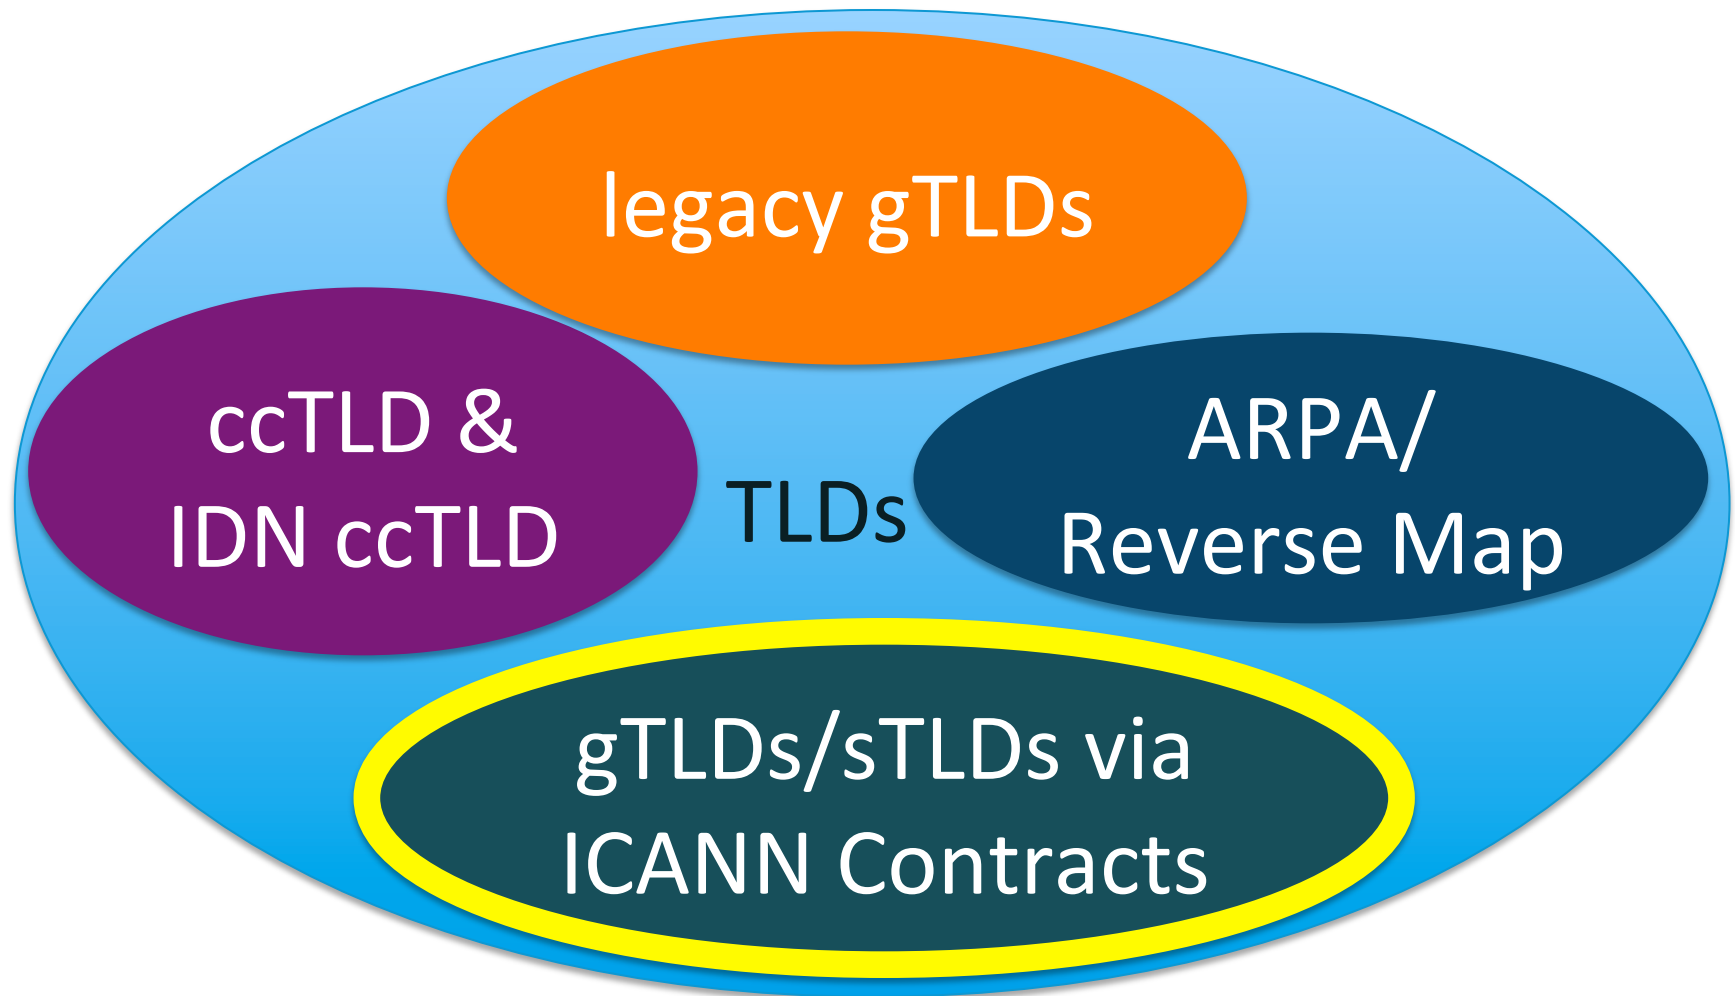 legacy gTLDs
ccTLD &
IDN ccTLD
TLDs
ARPA/
Reverse Map
gTLDs/sTLDs via
ICANN Contracts